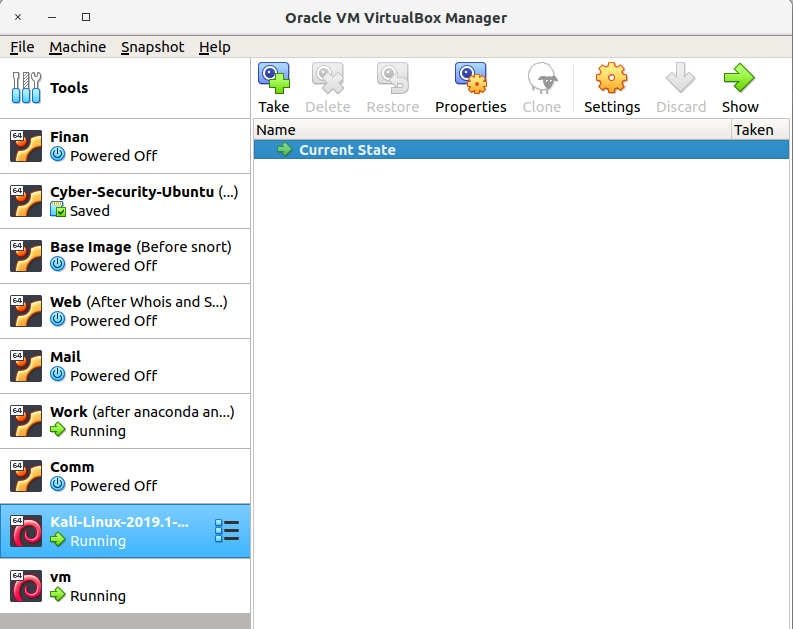 Oracle VM VirtualBox Manager
File Machine Snapshot Help
Tools
Take Delete Restore Properties Clone Settings Discard Show
Name Taken
Current State
64 Finan
Powered Off
64 Cyber-Security-Ubuntu (...)
Saved
64 Base Image (Before snort)
Powered Off
64 Web (After Whois and S...)
Powered Off
64 Mail
Powered Off
64 Work (after anaconda an...)
Running
64 Comm
Powered Off
64 Kali-Linux-2019.1-...
Running
64 vm
Running